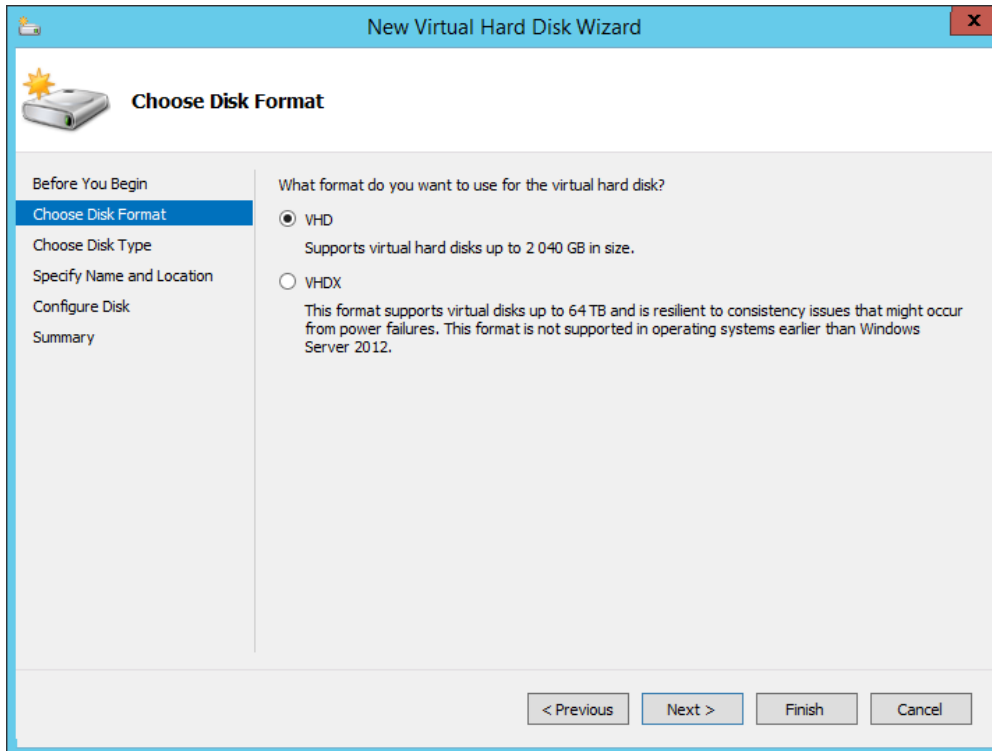 New Virtual Hard Disk Wizard
x
Choose Disk Format
Before You Begin
Choose Disk Format
Choose Disk Type
Specify Name and Location
Configure Disk
Summary
What format do you want to use for the virtual hard disk?
VHD
Supports virtual hard disks up to 2 040 GB in size.
VHDX
This format supports virtual disks up to 64 TB and is resilient to consistency issues that might occur
from power failures. This format is not supported in operating systems earlier than Windows
Server 2012.
< Previous
Next >
Finish
Cancel